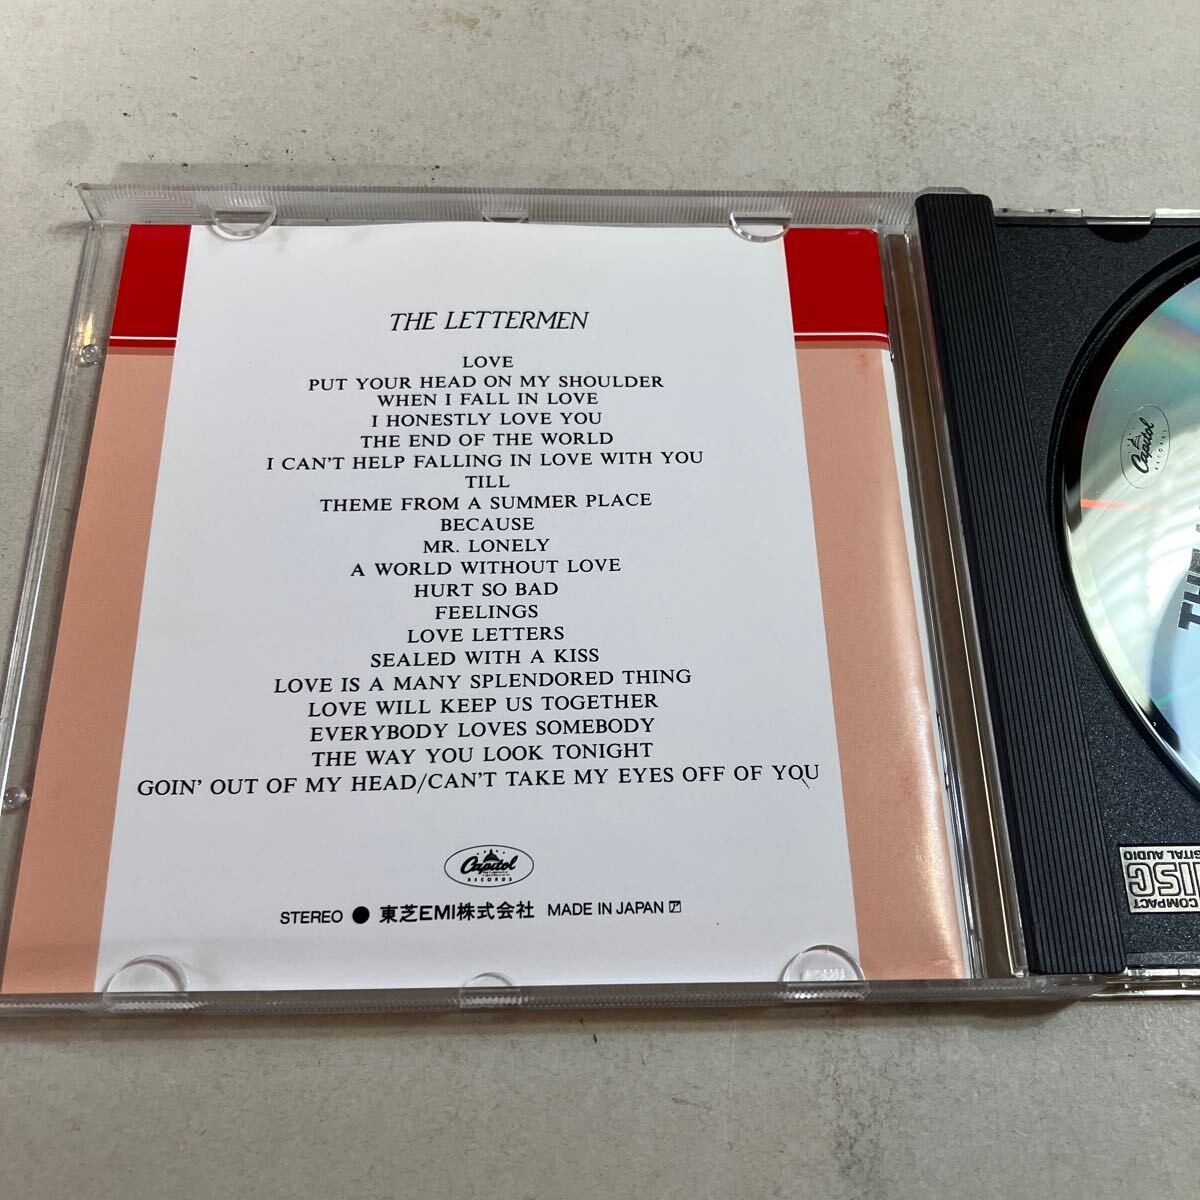 THE LETTERMEN
LOVE
PUT YOUR HEAD ON MY SHOULDER
WHEN I FALL IN LOVE
I HONESTLY LOVE YOU
THE END OF THE WORLD
I CAN'T HELP FALLING IN LOVE WITH YOU
TILL
THEME FROM A SUMMER PLACE
BECAUSE
MR. LONELY
A WORLD WITHOUT LOVE
HURT SO BAD
FEELINGS
LOVE LETTERS
SEALED WITH A KISS
LOVE IS A MANY SPLENDORED THING
LOVE WILL KEEP US TOGETHER
EVERYBODY LOVES SOMEBODY
THE WAY YOU LOOK TONIGHT
GOIN' OUT OF MY HEAD/CAN'T TAKE MY EYES OFF OF YOU
Capitol
RECORDS
STEREO ● 東芝EMI株式会社 MADE IN JAPAN ア
Capitol
RECORDS
COMPACT
DISC
DIGITAL AUDIO